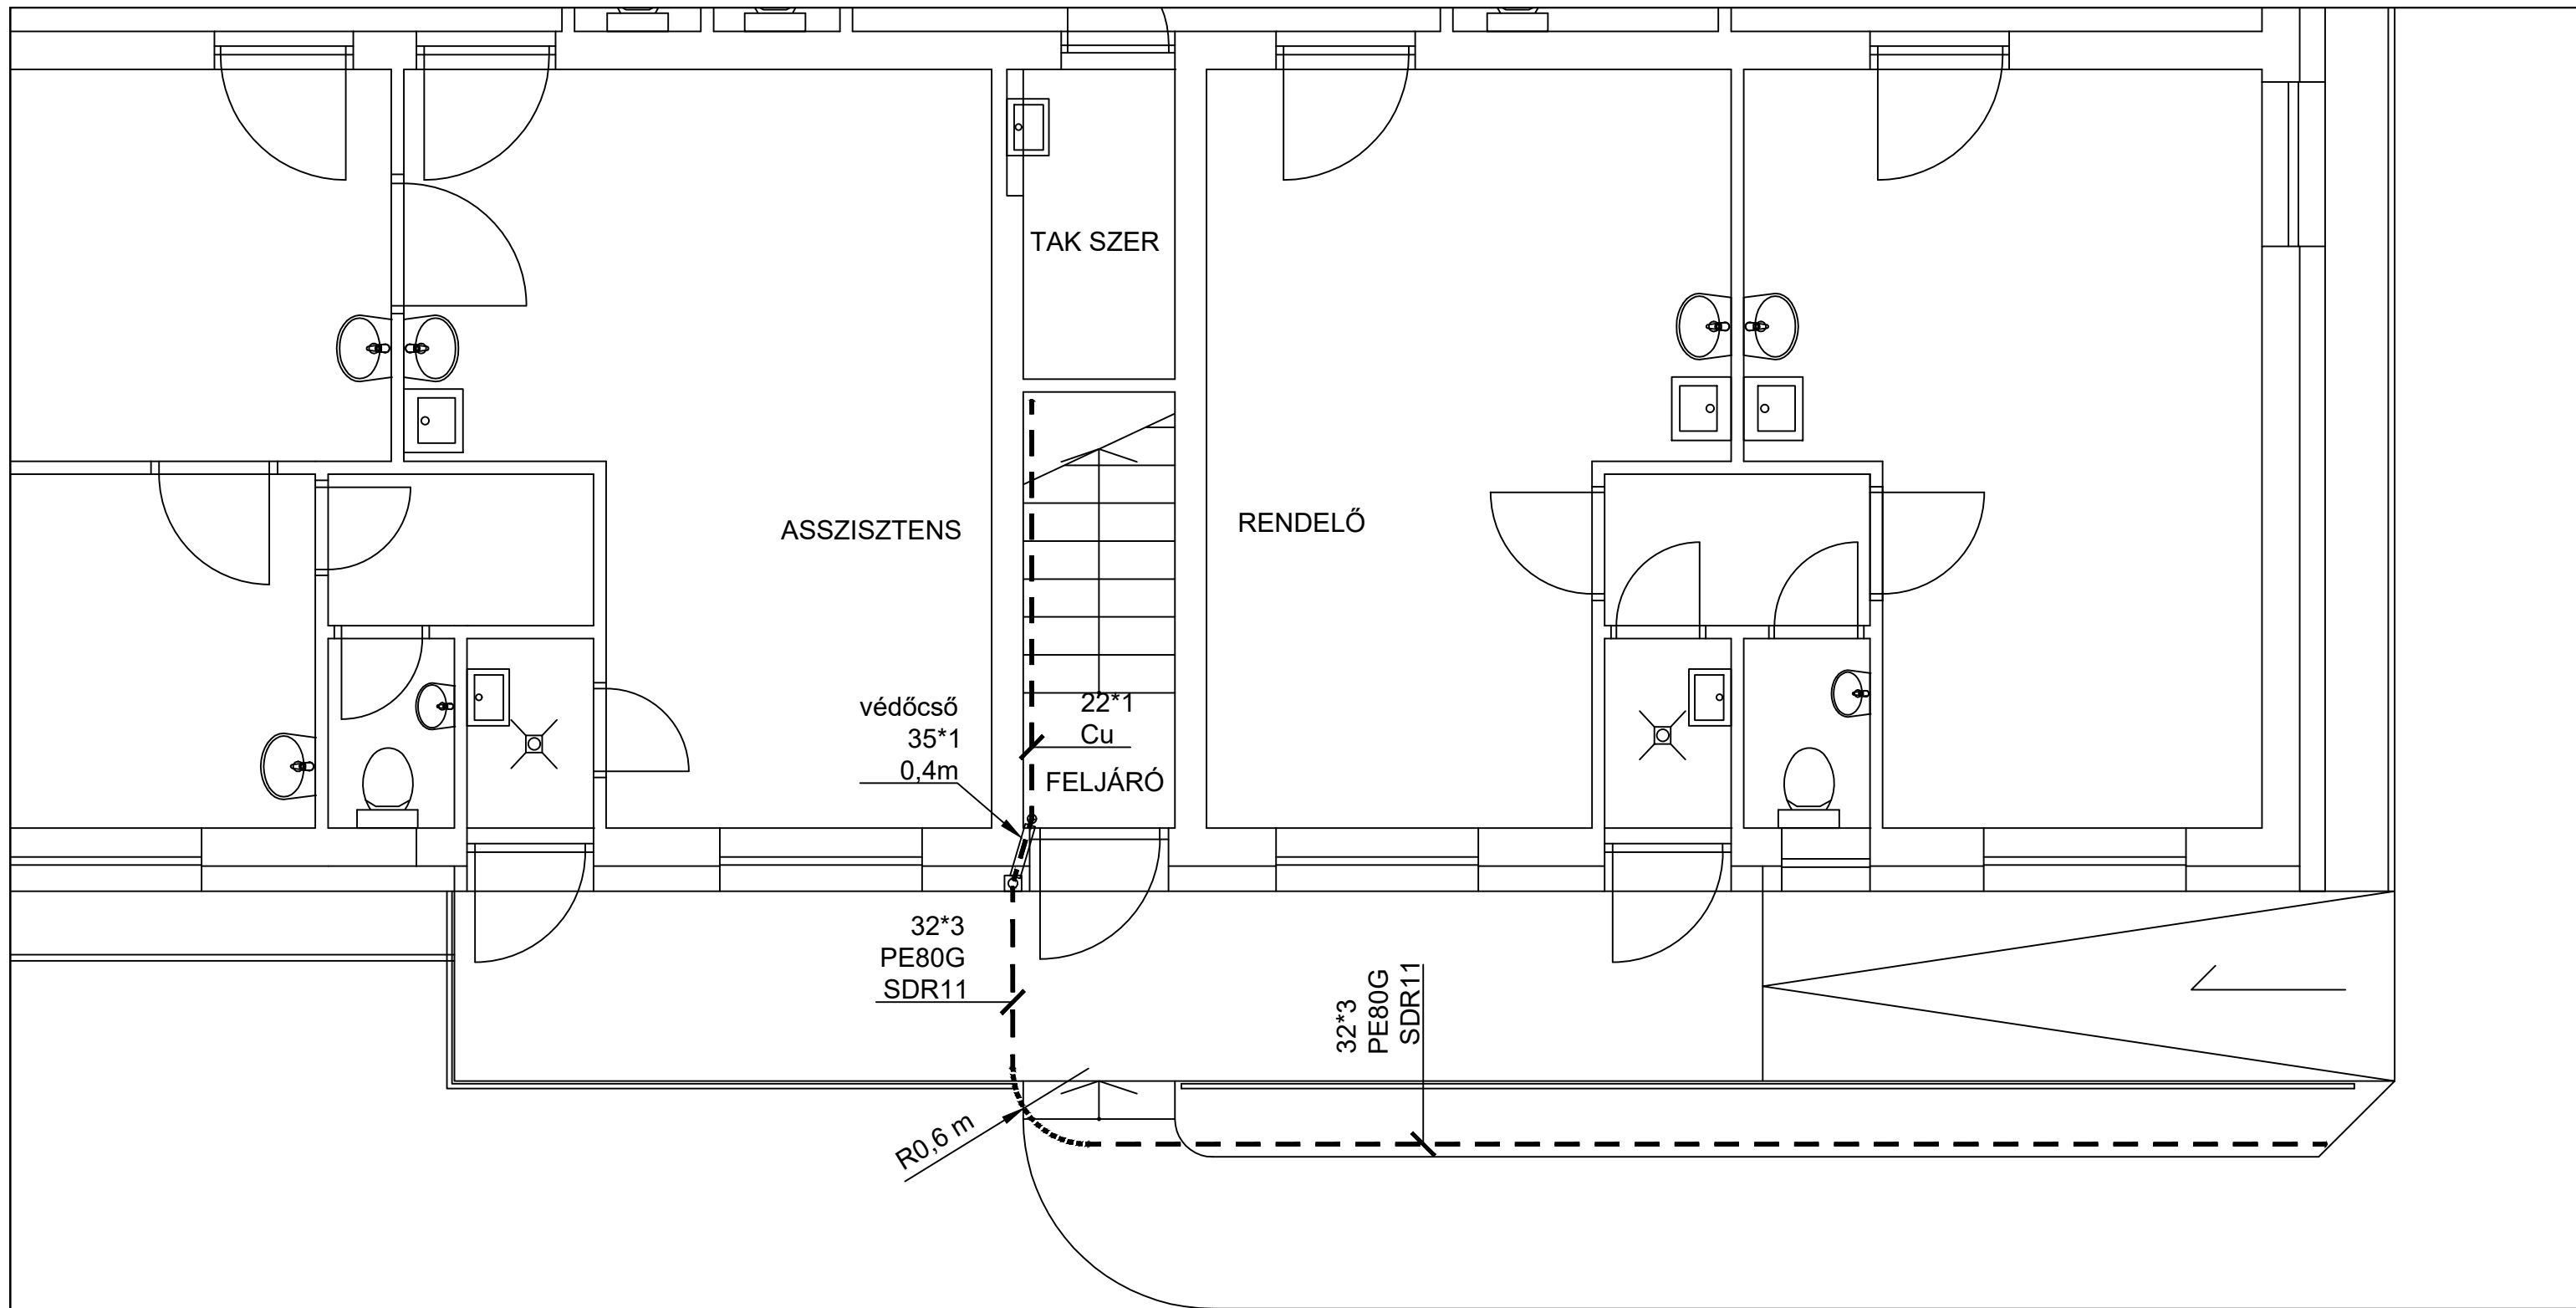 TAK SZER
ASSZISZTENS
RENDELŐ
védőcső
35*1
0,4m
22*1
Cu
FELJÁRÓ
32*3
PE80G
SDR11
32*3
PE80G
SDR11
R0,6 m